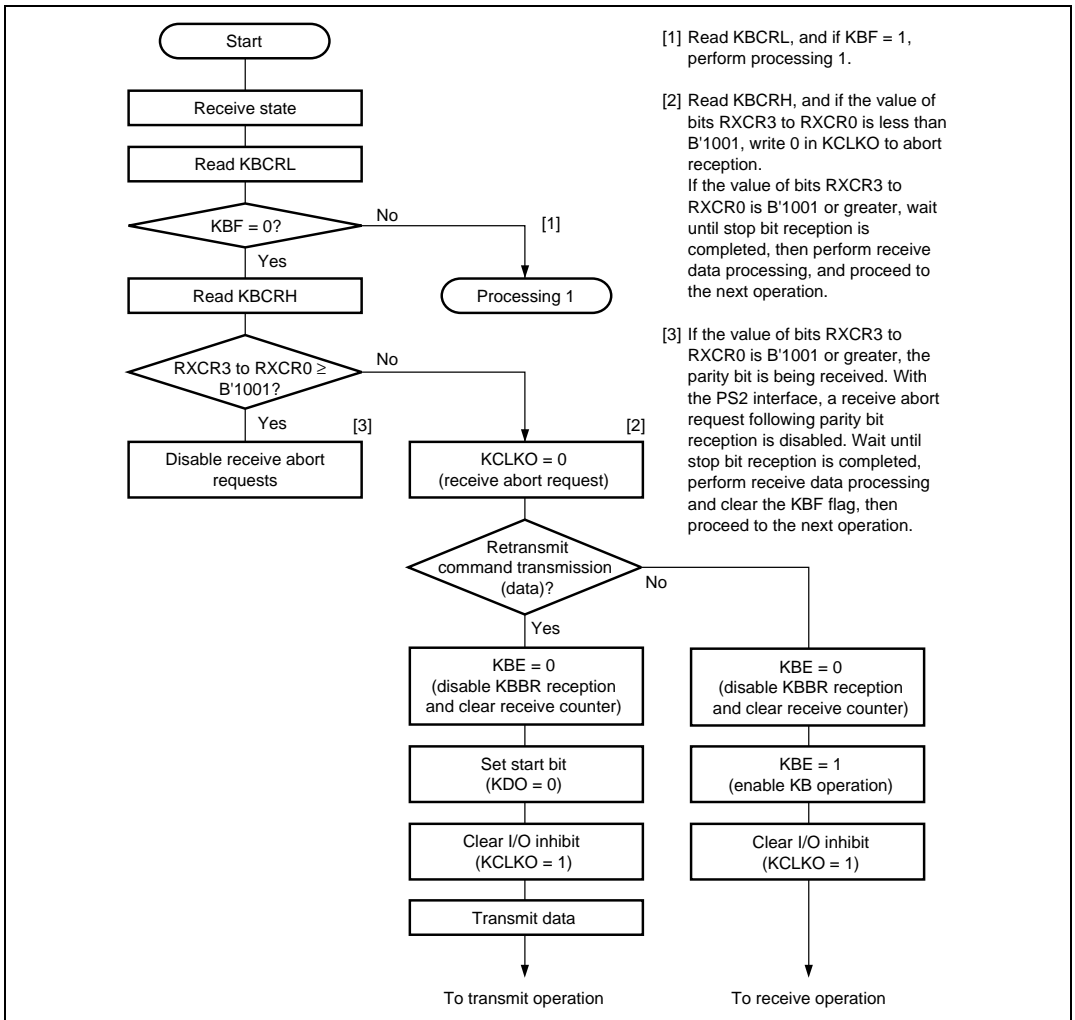 Start
Receive state
Read KBCRL
KBF = 0?
No
[1]
Yes
Processing 1
Read KBCRH
RXCR3 to RXCR0 ≥
B'1001?
No
Yes
[3]
Disable receive abort
requests
[2]
KCLKO = 0
(receive abort request)
Retransmit
command transmission
(data)?
No
Yes
KBE = 0
(disable KBBR reception
and clear receive counter)
Set start bit
(KDO = 0)
Clear I/O inhibit
(KCLKO = 1)
Transmit data
To transmit operation
KBE = 0
(disable KBBR reception
and clear receive counter)
KBE = 1
(enable KB operation)
Clear I/O inhibit
(KCLKO = 1)
To receive operation
[1] Read KBCRL, and if KBF = 1,
perform processing 1.
[2] Read KBCRH, and if the value of
bits RXCR3 to RXCR0 is less than
B'1001, write 0 in KCLKO to abort
reception.
If the value of bits RXCR3 to
RXCR0 is B'1001 or greater, wait
until stop bit reception is
completed, then perform receive
data processing, and proceed to
the next operation.
[3] If the value of bits RXCR3 to
RXCR0 is B'1001 or greater, the
parity bit is being received. With
the PS2 interface, a receive abort
request following parity bit
reception is disabled. Wait until
stop bit reception is completed,
perform receive data processing
and clear the KBF flag, then
proceed to the next operation.